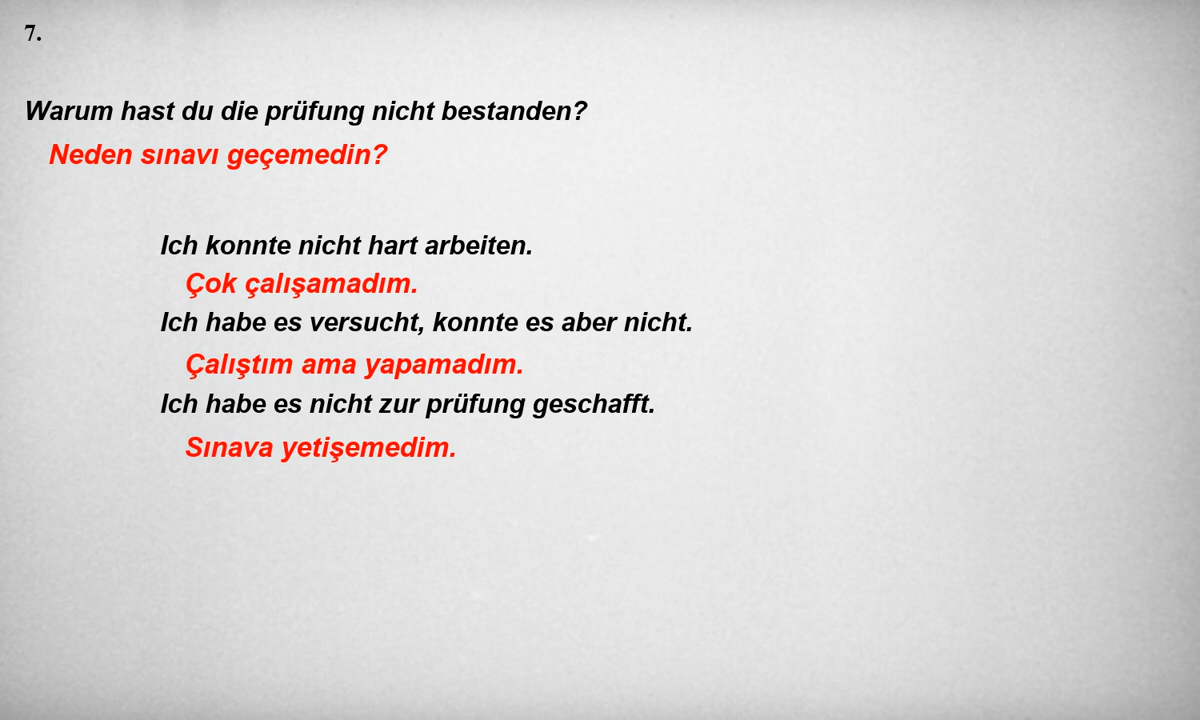 7.
Warum hast du die prüfung nicht bestanden?
Neden sınavı geçemedin?
Ich konnte nicht hart arbeiten.
Çok çalışamadım.
Ich habe es versucht, konnte es aber nicht.
Çalıştım ama yapamadım.
Ich habe es nicht zur prüfung geschafft.
Sınava yetişemedim.